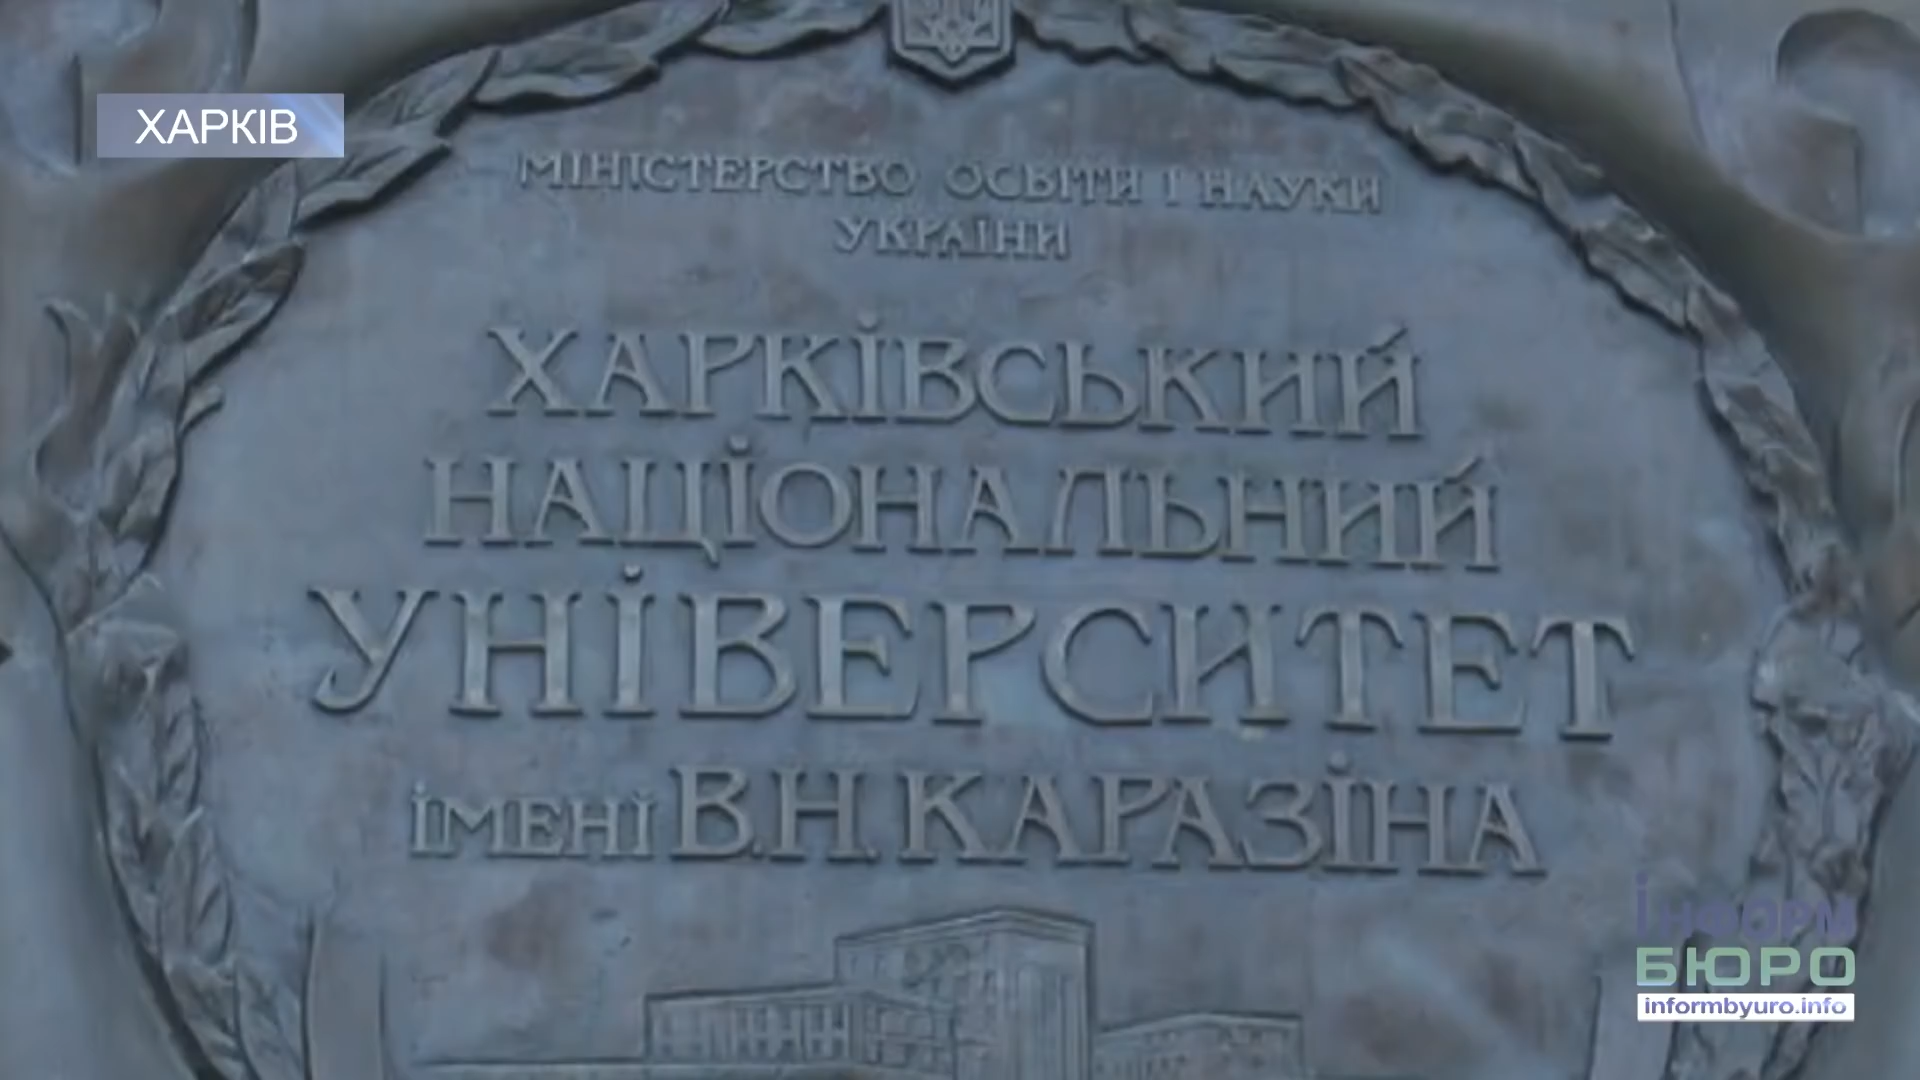 ХАРКІВ
МІНІСТЕРСТВО ОСВІТИ І НАУКИ
УКРАЇНИ
ХАРКІВСЬКИЙ
НАЦІОНАЛЬНИЙ
УНІВЕРСИТЕТ
ІМЕНІ В.Н.КАРАЗІНА
ІНФОРМ
БЮРО
informbyuro.info